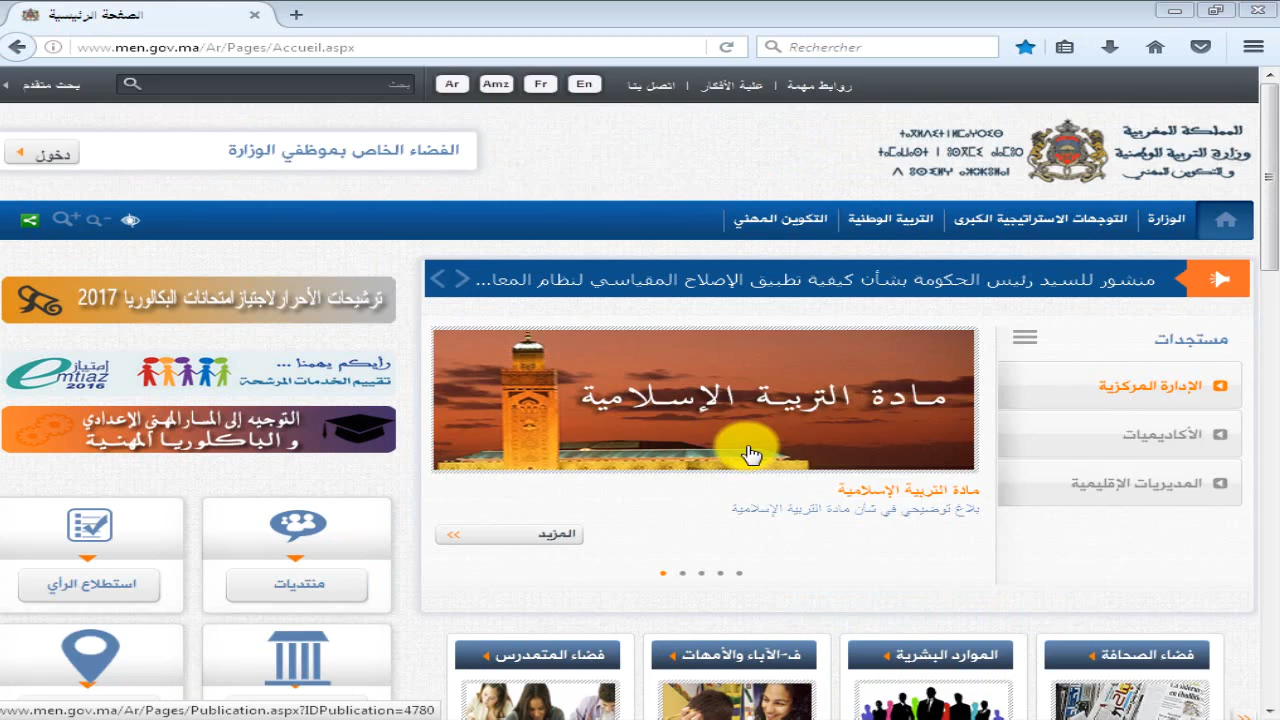 الصفحة الرئيسية
www.men.gov.ma/Ar/Pages/Accueil.aspx
Rechercher
روابط مهمة | علبة الأفكار | اتصل بنا
En Fr Amz Ar
بحث
بحث متقدم
المملكة المغربية
وزارة التربية الوطنية
والتكوين المهني
ⵜⴰⴳⵍⴷⵉⵜ ⵏ ⵍⵎⵖⵔⵉⴱ
الفضاء الخاص بموظفي الوزارة
دخول
الوزارة
التوجهات الاستراتيجية الكبرى
التربية الوطنية
التكوين المهني
منشور للسيد رئيس الحكومة بشأن كيفية تطبيق الإصلاح المقياسي لنظام المعا...
مستجدات
الإدارة المركزية
الأكاديميات
المديريات الإقليمية
مادة التربية الإسلامية
مادة التربية الإسلامية
بلاغ توضيحي في شأن مادة التربية الإسلامية
المزيد
ترشيحات الأحرار لاجتياز امتحانات البكالوريا 2017
رأيكم يهمنا ...
تقييم الخدمات المرشحة
امتياز
emtiaz
2016
التوجيه إلى المسار المهني الإعدادي
والباكلوريا المهنية
منتديات
استطلاع الرأي
فضاء الصحافة
الموارد البشرية
ف-الآباء والأمهات
فضاء المتمدرس
www.men.gov.ma/Ar/Pages/Publication.aspx?IDPublication=4780